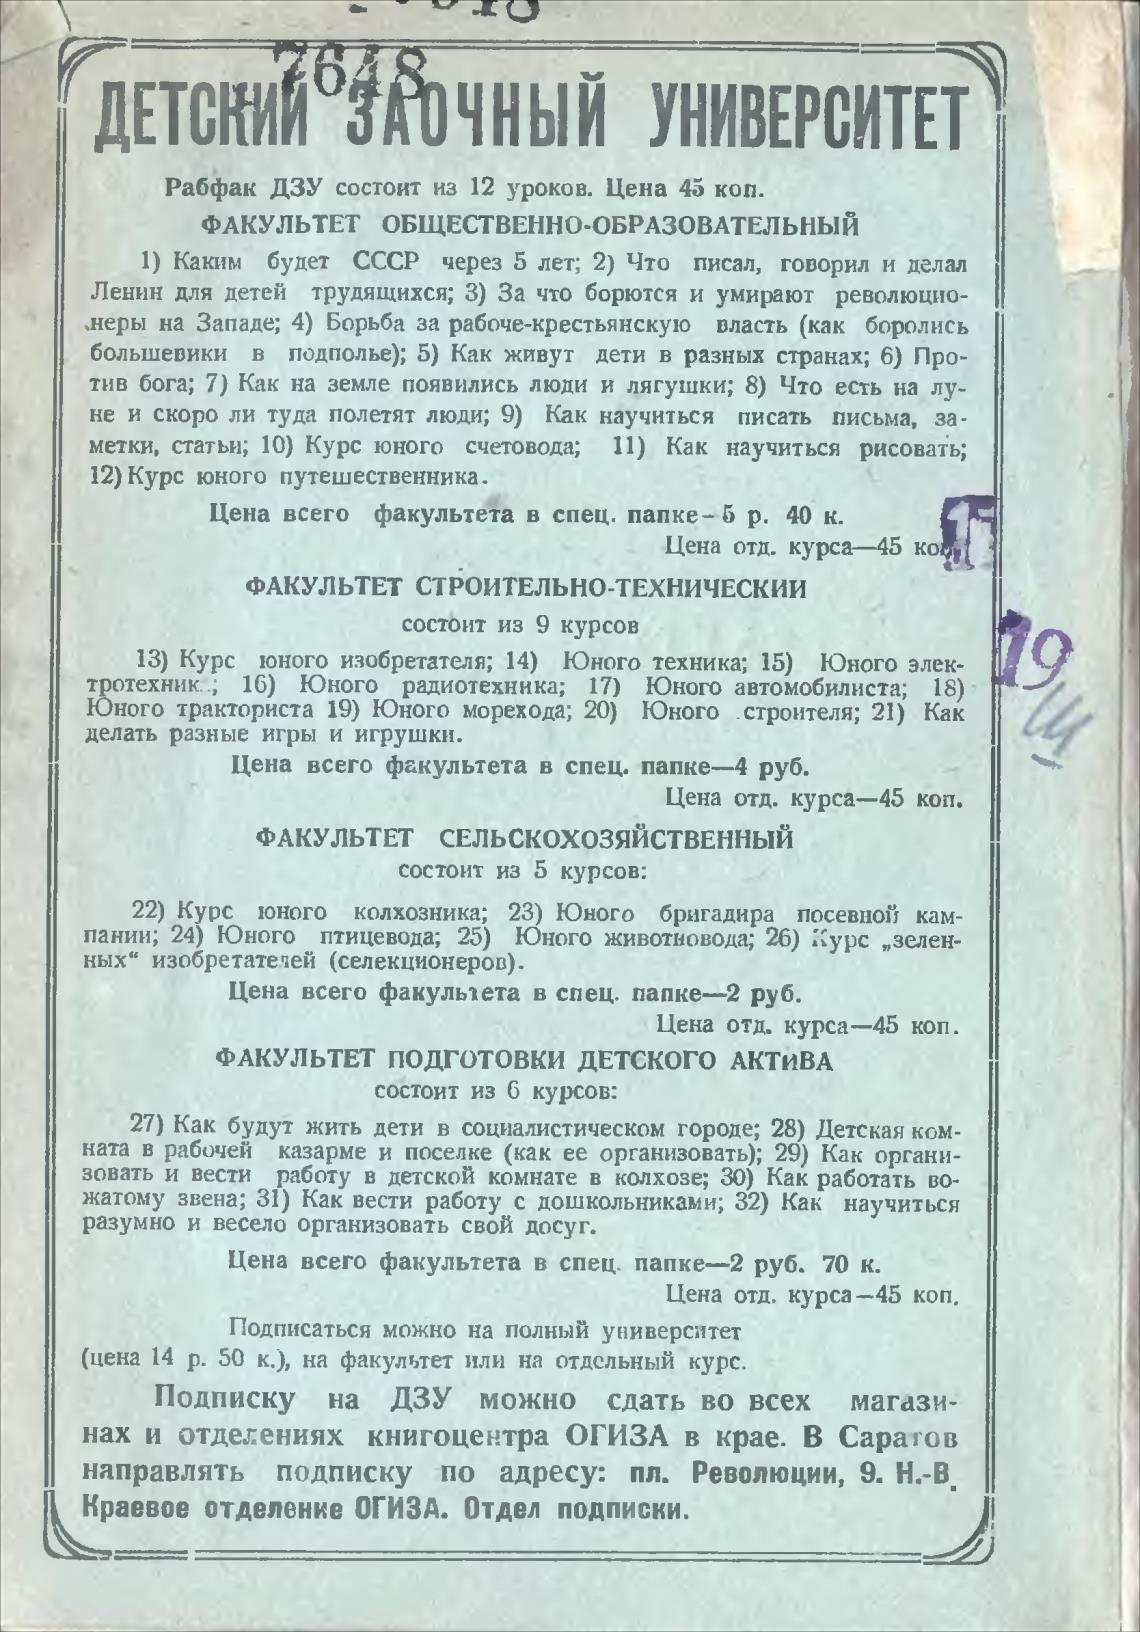 7648
ДЕТСКИЙ ЗАОЧНЫЙ УНИВЕРСИТЕТ
Рабфак ДЗУ состоит из 12 уроков. Цена 45 коп.
ФАКУЛЬТЕТ ОБЩЕСТВЕННО-ОБРАЗОВАТЕЛЬНЫЙ
1) Каким будет СССР через 5 лет; 2) Что писал, говорил и делал
Ленин для детей трудящихся; 3) За что борются и умирают революцио-
неры на Западе; 4) Борьба за рабоче-крестьянскую власть (как боролись
большевики в подполье); 5) Как живут дети в разных странах; 6) Про-
тив бога; 7) Как на земле появились люди и лягушки; 8) Что есть на лу-
не и скоро ли туда полетят люди; 9) Как научиться писать письма, за-
метки, статьи; 10) Курс юного счетовода; 11) Как научиться рисовать;
12) Курс юного путешественника.
Цена всего факультета в спец. папке-5 р. 40 к.
Цена отд. курса—45 коп.
ФАКУЛЬТЕТ СТРОИТЕЛЬНО-ТЕХНИЧЕСКИИ
состоит из 9 курсов
19
13) Курс юного изобретателя; 14) Юного техника; 15) Юного элек-
тротехник..; 16) Юного радиотехника; 17) Юного автомобилиста; 18)
Юного тракториста 19) Юного морехода; 20) Юного строителя; 21) Как
делать разные игры и игрушки.
Цена всего факультета в спец. папке—4 руб.
Цена отд. курса—45 коп.
ФАКУЛЬТЕТ СЕЛЬСКОХОЗЯЙСТВЕННЫЙ
состоит из 5 курсов:
22) Курс юного колхозника; 23) Юного бригадира посевной кам-
пании; 24) Юного птицевода; 25) Юного животновода; 26) Курс „зелен-
ных“ изобретателей (селекционеров).
Цена всего факультета в спец. папке—2 руб.
Цена отд. курса—45 коп.
ФАКУЛЬТЕТ ПОДГОТОВКИ ДЕТСКОГО АКТИВА
состоит из 6 курсов:
27) Как будут жить дети в социалистическом городе; 28) Детская ком-
ната в рабочей казарме и поселке (как ее организовать); 29) Как органи-
зовать и вести работу в детской комнате в колхозе; 30) Как работать во-
жатому звена; 31) Как вести работу с дошкольниками; 32) Как научиться
разумно и весело организовать свой досуг.
Цена всего факультета в спец. папке—2 руб. 70 к.
Цена отд. курса—45 коп.
Подписаться можно на полный университет
(цена 14 р. 50 к.), на факультет или на отдельный курс.
Подписку на ДЗУ можно сдать во всех магази-
нах и отделениях книгоцентра ОГИЗА в крае. В Саратов
направлять подписку по адресу: пл. Революции, 9. Н.-В.
Краевое отделение ОГИЗА. Отдел подписки.